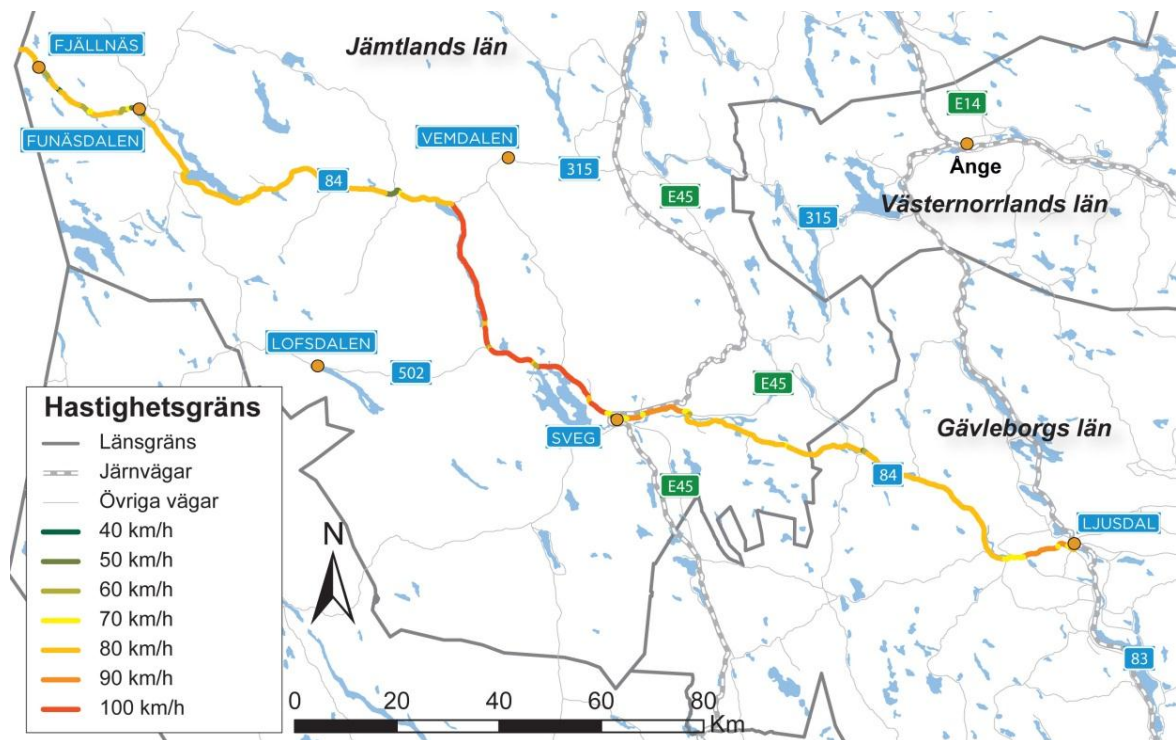 FJÄLLNÄS
Jämtlands län
E14
FUNÄSDALEN
VEMDALEN
315
Ånge
84
E45
315
Västernorrlands län
LOFSDALEN
502
E45
SVEG
Gävleborgs län
E45
84
LJUSDAL
83
Hastighetsgräns
Länsgräns
Järnvägar
Övriga vägar
40 km/h
50 km/h
60 km/h
70 km/h
80 km/h
90 km/h
100 km/h
N
0 20 40 60 80
Km